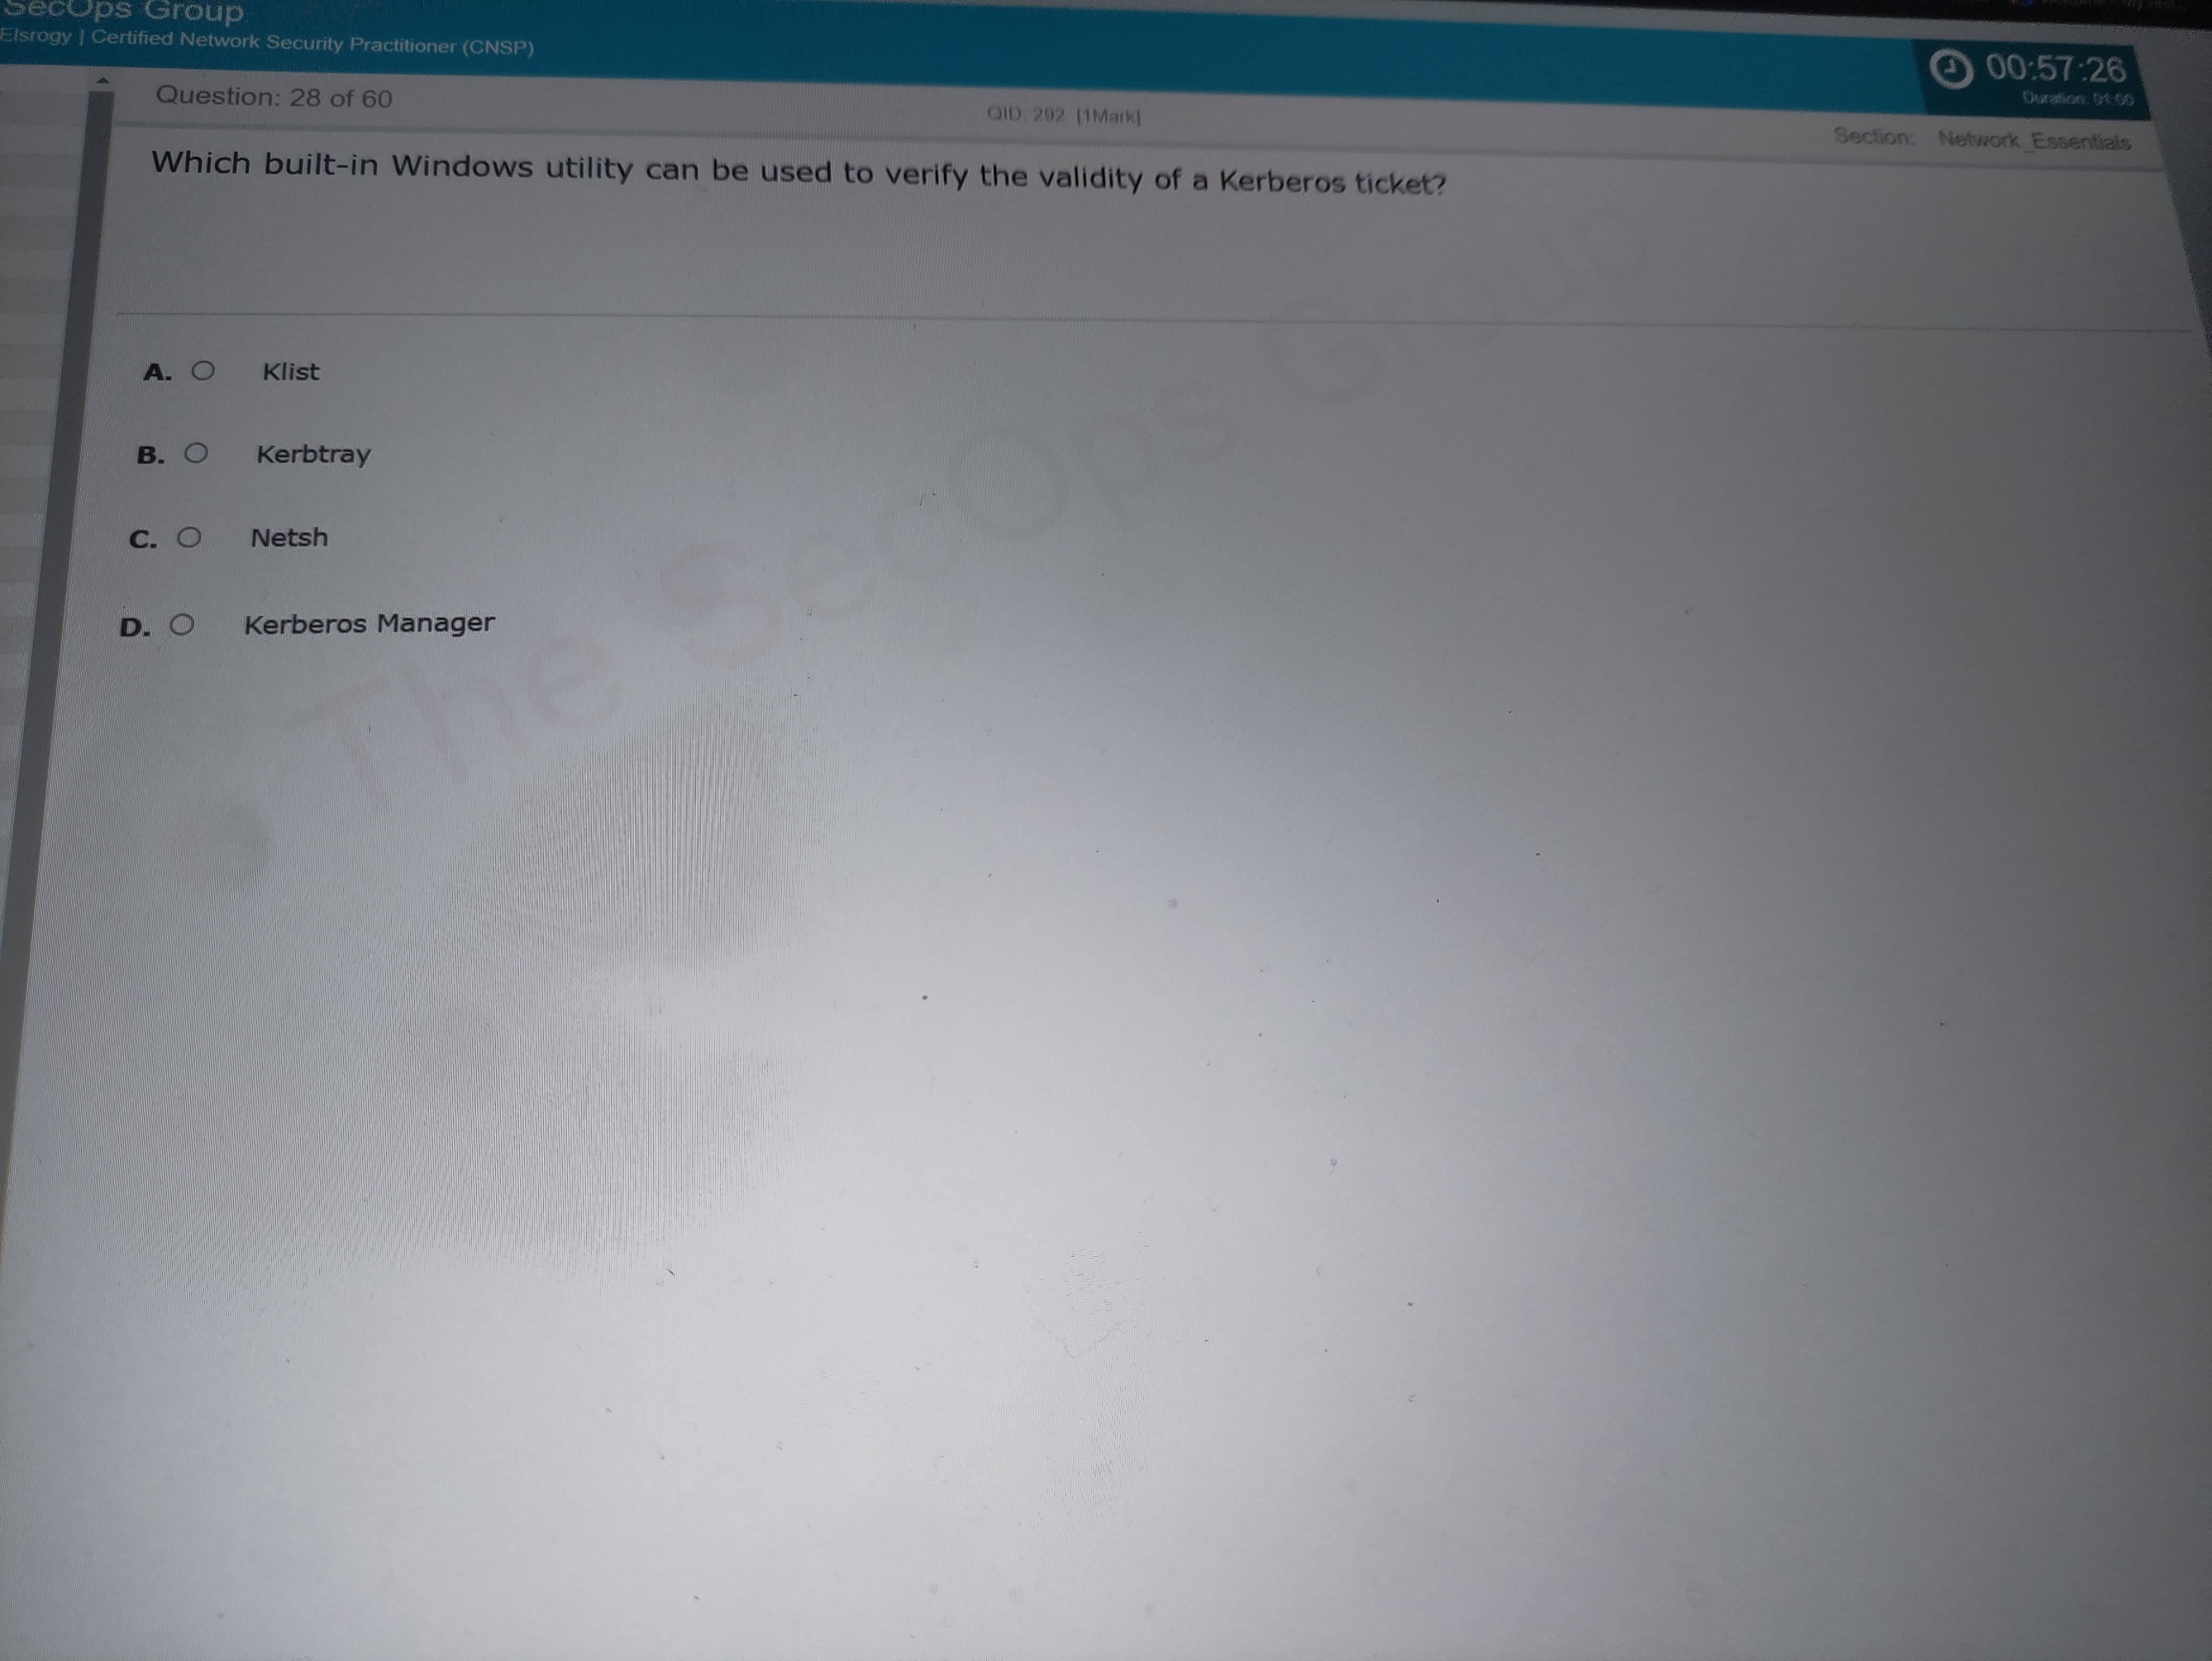 SecOps Group
Elsrogy | Certified Network Security Practitioner (CNSP)
00:57:26
Duration: 01:00
Question: 28 of 60
QID: 292 [1Mark]
Section: Network_Essentials
Which built-in Windows utility can be used to verify the validity of a Kerberos ticket?
A. Klist
B. Kerbtray
C. Netsh
D. Kerberos Manager
The SecOps Group